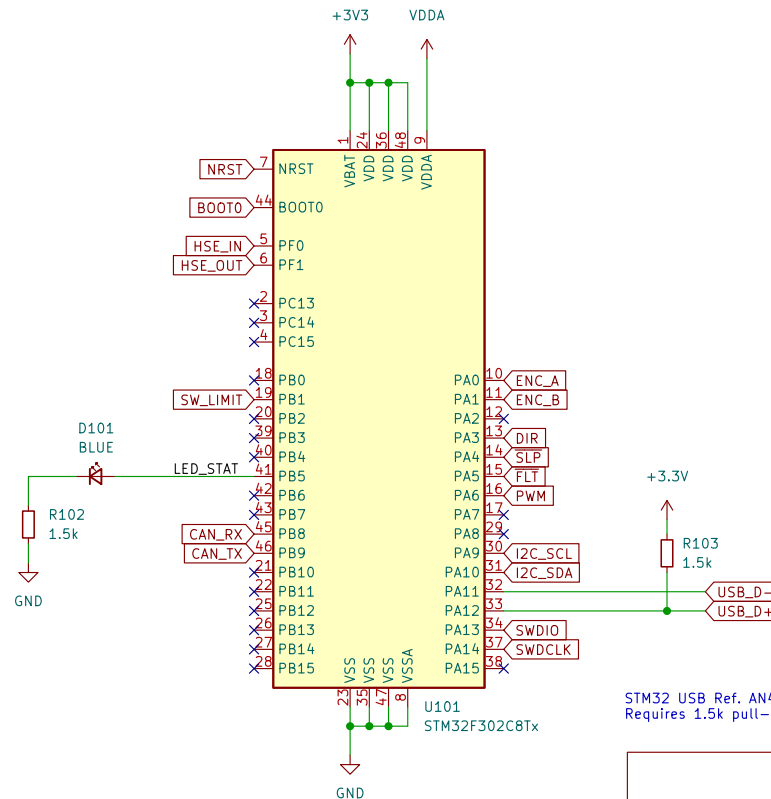 +3V3
VDDA
1
24
36
48
9
VBAT
VDD
VDD
VDD
VDDA
NRST 7 NRST
BOOT0 44 BOOT0
HSE_IN 5 PF0
HSE_OUT 6 PF1
2 PC13
3 PC14
4 PC15
18 PB0
SW_LIMIT 19 PB1
20 PB2
39 PB3
40 PB4
D101
BLUE
LED_STAT 41 PB5
42 PB6
43 PB7
CAN_RX 45 PB8
CAN_TX 46 PB9
21 PB10
22 PB11
25 PB12
26 PB13
27 PB14
28 PB15
R102
1.5k
GND
PA0 10 ENC_A
PA1 11 ENC_B
PA2 12
PA3 13 DIR
PA4 14 SLP
PA5 15 FLT
PA6 16 PWM
PA7 17
PA8 29
PA9 30 I2C_SCL
PA10 31 I2C_SDA
PA11 32 USB_D-
PA12 33 USB_D+
PA13 34 SWDIO
PA14 37 SWDCLK
PA15 38
+3.3V
R103
1.5k
VSS
VSS
VSS
VSSA
23
35
47
8
U101
STM32F302C8Tx
GND
STM32 USB Ref. AN4
Requires 1.5k pull-